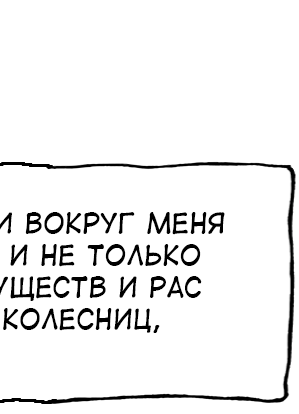 И ВОКРУГ МЕНЯ
И НЕ ТОЛЬКО
УЩЕСТВ И РАС
КОЛЕСНИЦ,